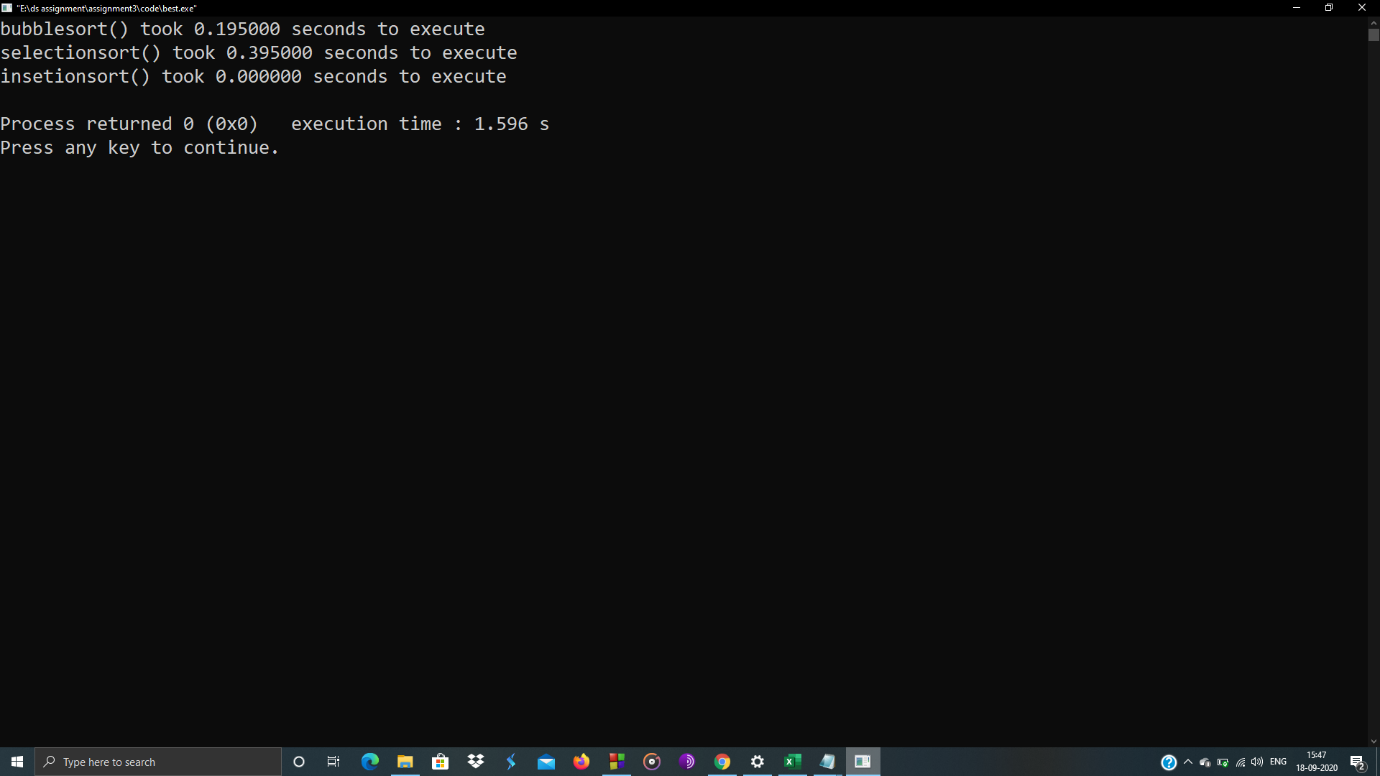 "E:\ds assignment\assignment3\code\best.exe"
bubblesort() took 0.195000 seconds to execute
selectionsort() took 0.395000 seconds to execute
insetionsort() took 0.000000 seconds to execute
Process returned 0 (0x0)   execution time : 1.596 s
Press any key to continue.
Type here to search
ENG
15:47
18-09-2020
2